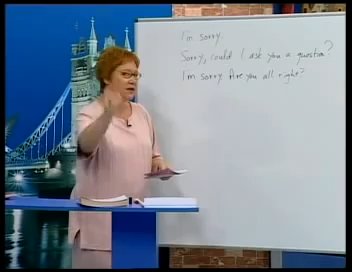 I'm sorry.
Sorry, could I ask you a question?
I'm sorry. Are you all right?